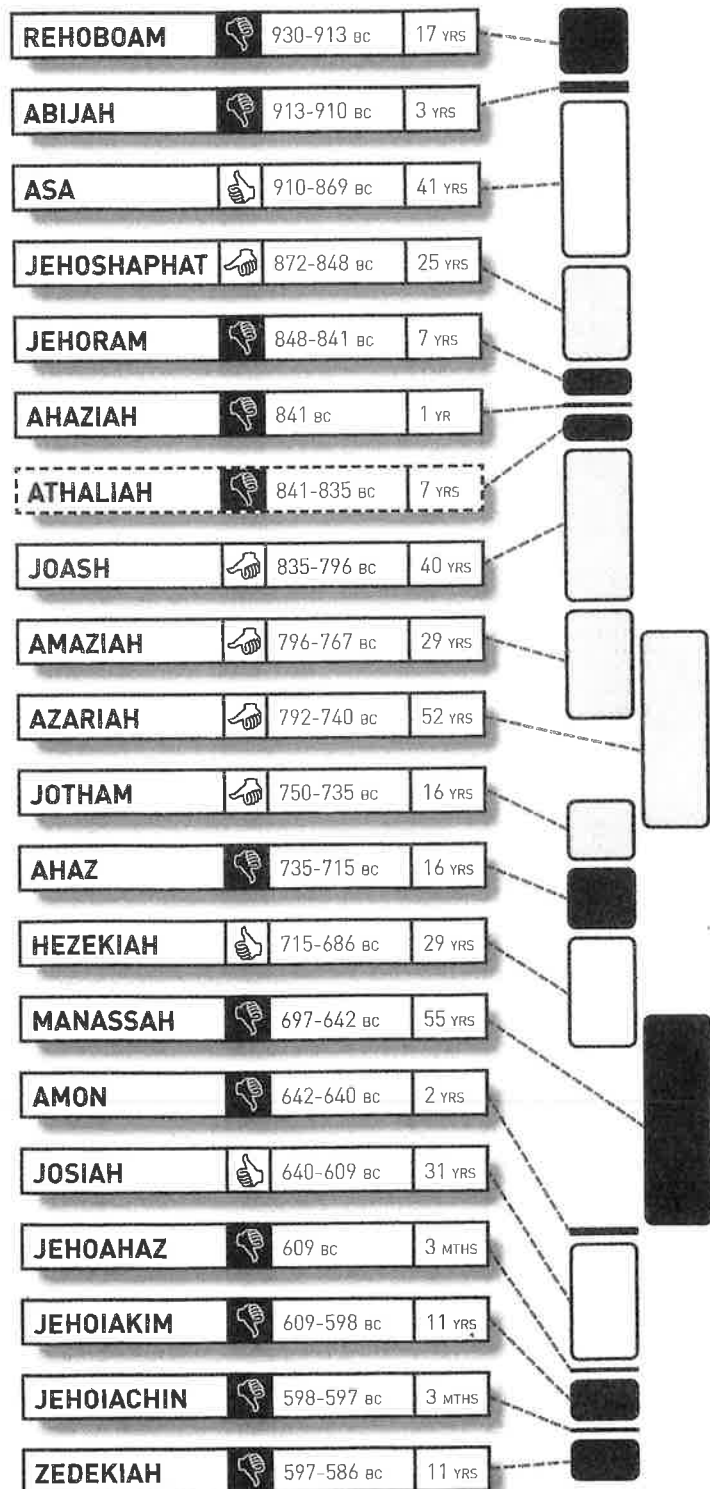 REHOBOAM 930-913 BC 17 YRS
ABIJAH 913-910 BC 3 YRS
ASA 910-869 BC 41 YRS
JEHOSHAPHAT 872-848 BC 25 YRS
JEHORAM 848-841 BC 7 YRS
AHAZIAH 841 BC 1 YR
ATHALIAH 841-835 BC 7 YRS
JOASH 835-796 BC 40 YRS
AMAZIAH 796-767 BC 29 YRS
AZARIAH 792-740 BC 52 YRS
JOTHAM 750-735 BC 16 YRS
AHAZ 735-715 BC 16 YRS
HEZEKIAH 715-686 BC 29 YRS
MANASSAH 697-642 BC 55 YRS
AMON 642-640 BC 2 YRS
JOSIAH 640-609 BC 31 YRS
JEHOAHAZ 609 BC 3 MTHS
JEHOIAKIM 609-598 BC 11 YRS
JEHOIACHIN 598-597 BC 3 MTHS
ZEDEKIAH 597-586 BC 11 YRS